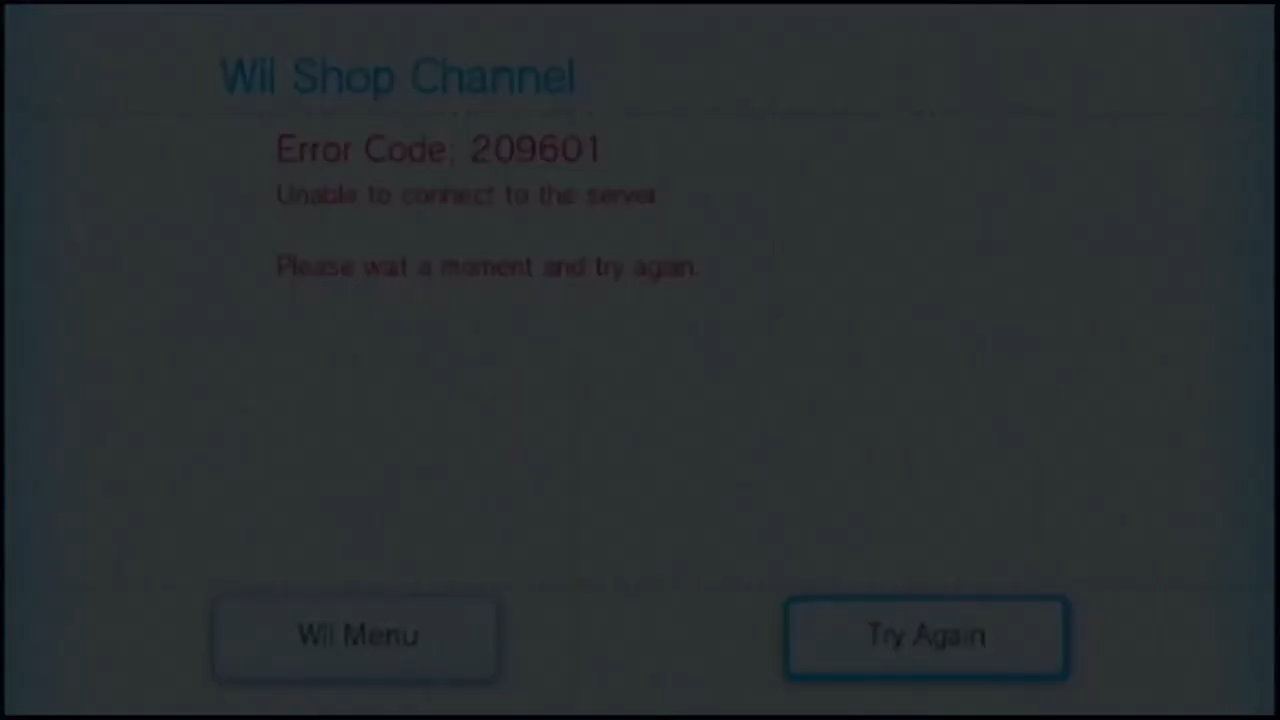 Wii Shop Channel
Error Code: 209601
Unable to connect to the server.
Please wait a moment and try again.
Wii Menu
Try Again